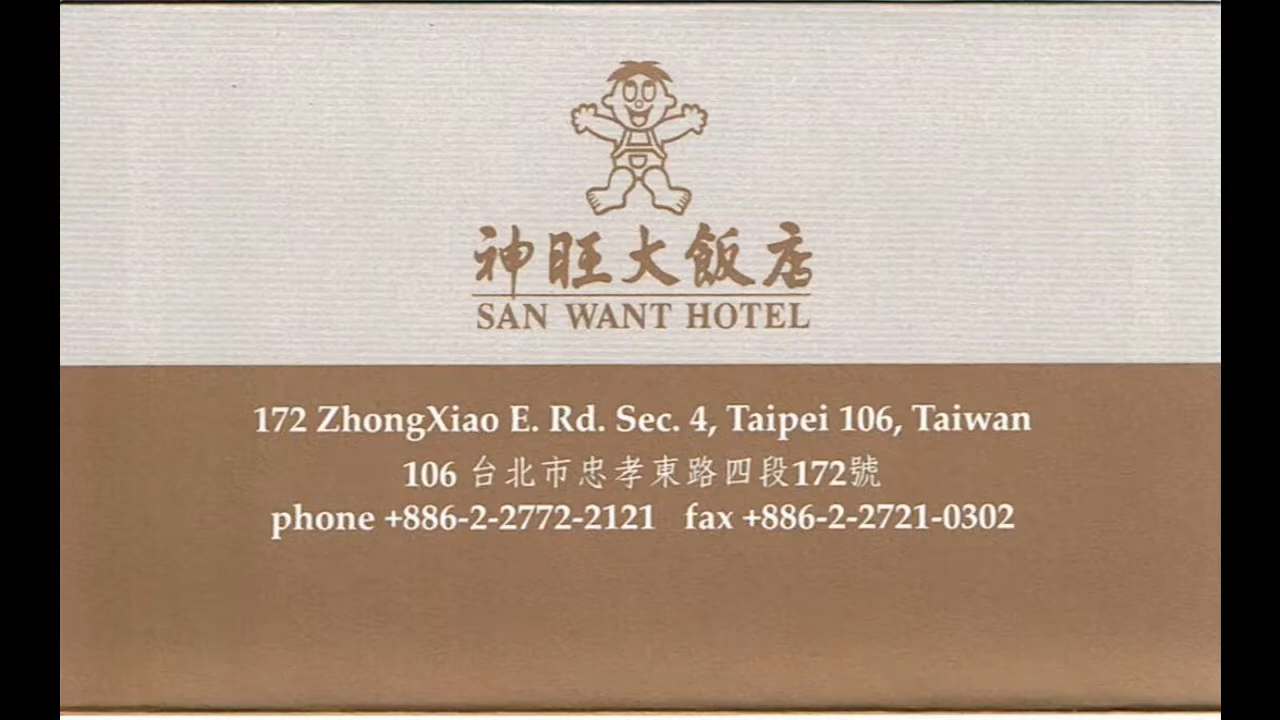 神旺大飯店
SAN WANT HOTEL
172 ZhongXiao E. Rd. Sec. 4, Taipei 106, Taiwan
106 台北市忠孝東路四段172號
phone +886-2-2772-2121 fax +886-2-2721-0302